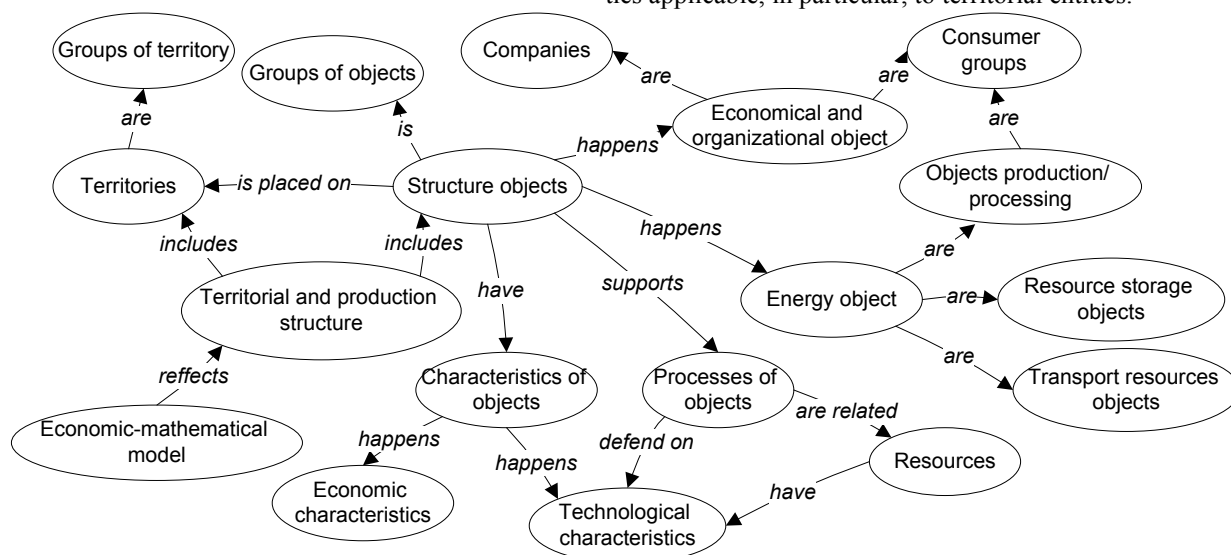 ties applicable, in particular, to territorial entities.
Groups of territory
Groups of objects
Companies
Consumer
groups
are
are
are
is
happens
Economical and
organizational object
are
Territories
is placed on
Structure objects
Objects production/
processing
includes
includes
happens
are
have
supports
Territorial and production
structure
Energy object
are
Resource storage
objects
reffects
are
Characteristics of
objects
Processes of
objects
Transport resources
objects
are related
Economic-mathematical
model
happens
happens
defend on
Resources
Economic
characteristics
have
Technological
characteristics